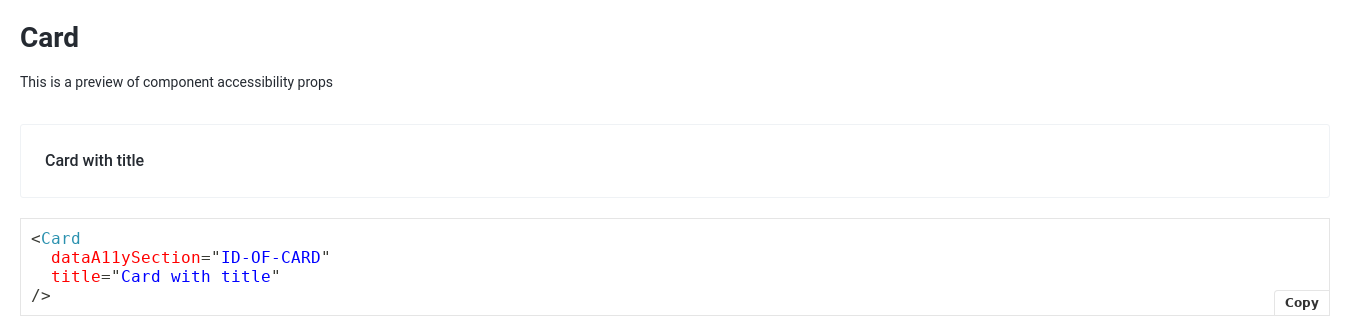 Card
This is a preview of component accessibility props
Card with title
<Card
  dataA11ySection="ID-OF-CARD"
  title="Card with title"
/>
Copy